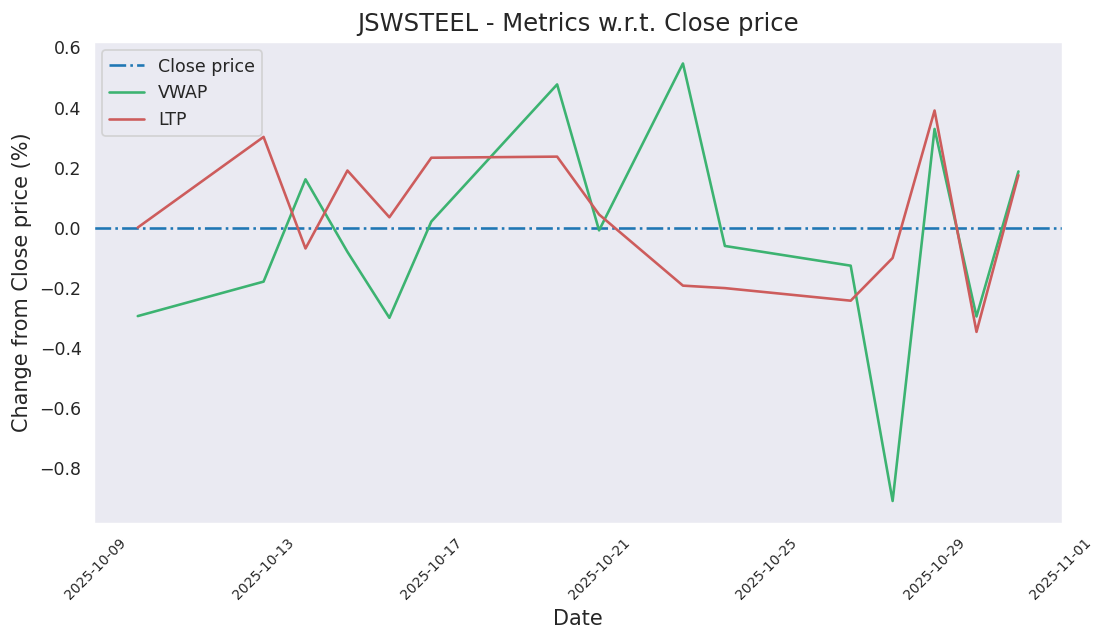 JSWSTEEL - Metrics w.r.t. Close price
Close price
VWAP
LTP
Change from Close price (%)
0.6
0.4
0.2
0.0
−0.2
−0.4
−0.6
−0.8
2025-10-09
2025-10-13
2025-10-17
2025-10-21
2025-10-25
2025-10-29
2025-11-01
Date